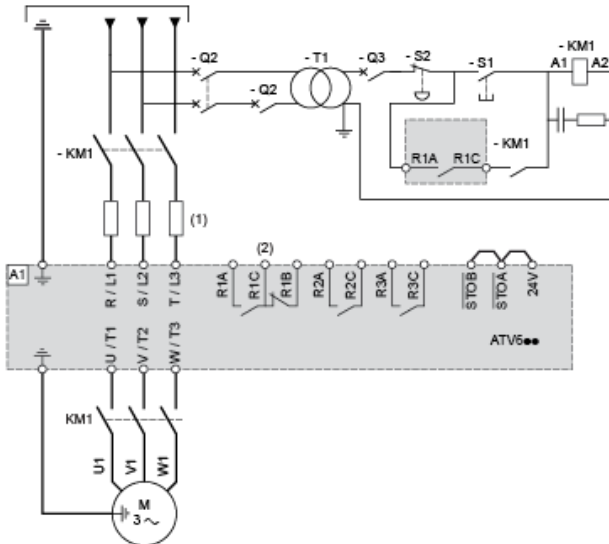 - Q2
- T1
- Q3
- S2
- S1
- KM1
A1
A2
- Q2
- KM1
R1A
R1C
- KM1
(1)
(2)
A1
R / L1
S / L2
T / L3
R1A
R1C
R1B
R2A
R2C
R3A
R3C
STOB
STOA
24V
U / T1
V / T2
W / T3
ATV6●●
KM1
U1
V1
W1
M
3 ~